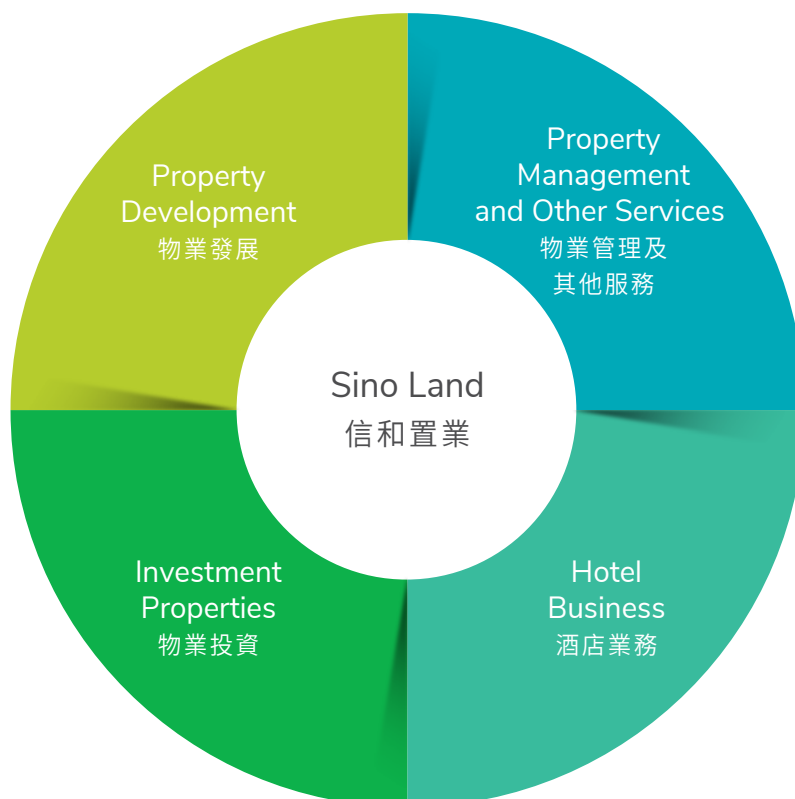 Property
Development
物業發展
Property
Management
and Other Services
物業管理及
其他服務
Sino Land
信和置業
Investment
Properties
物業投資
Hotel
Business
酒店業務